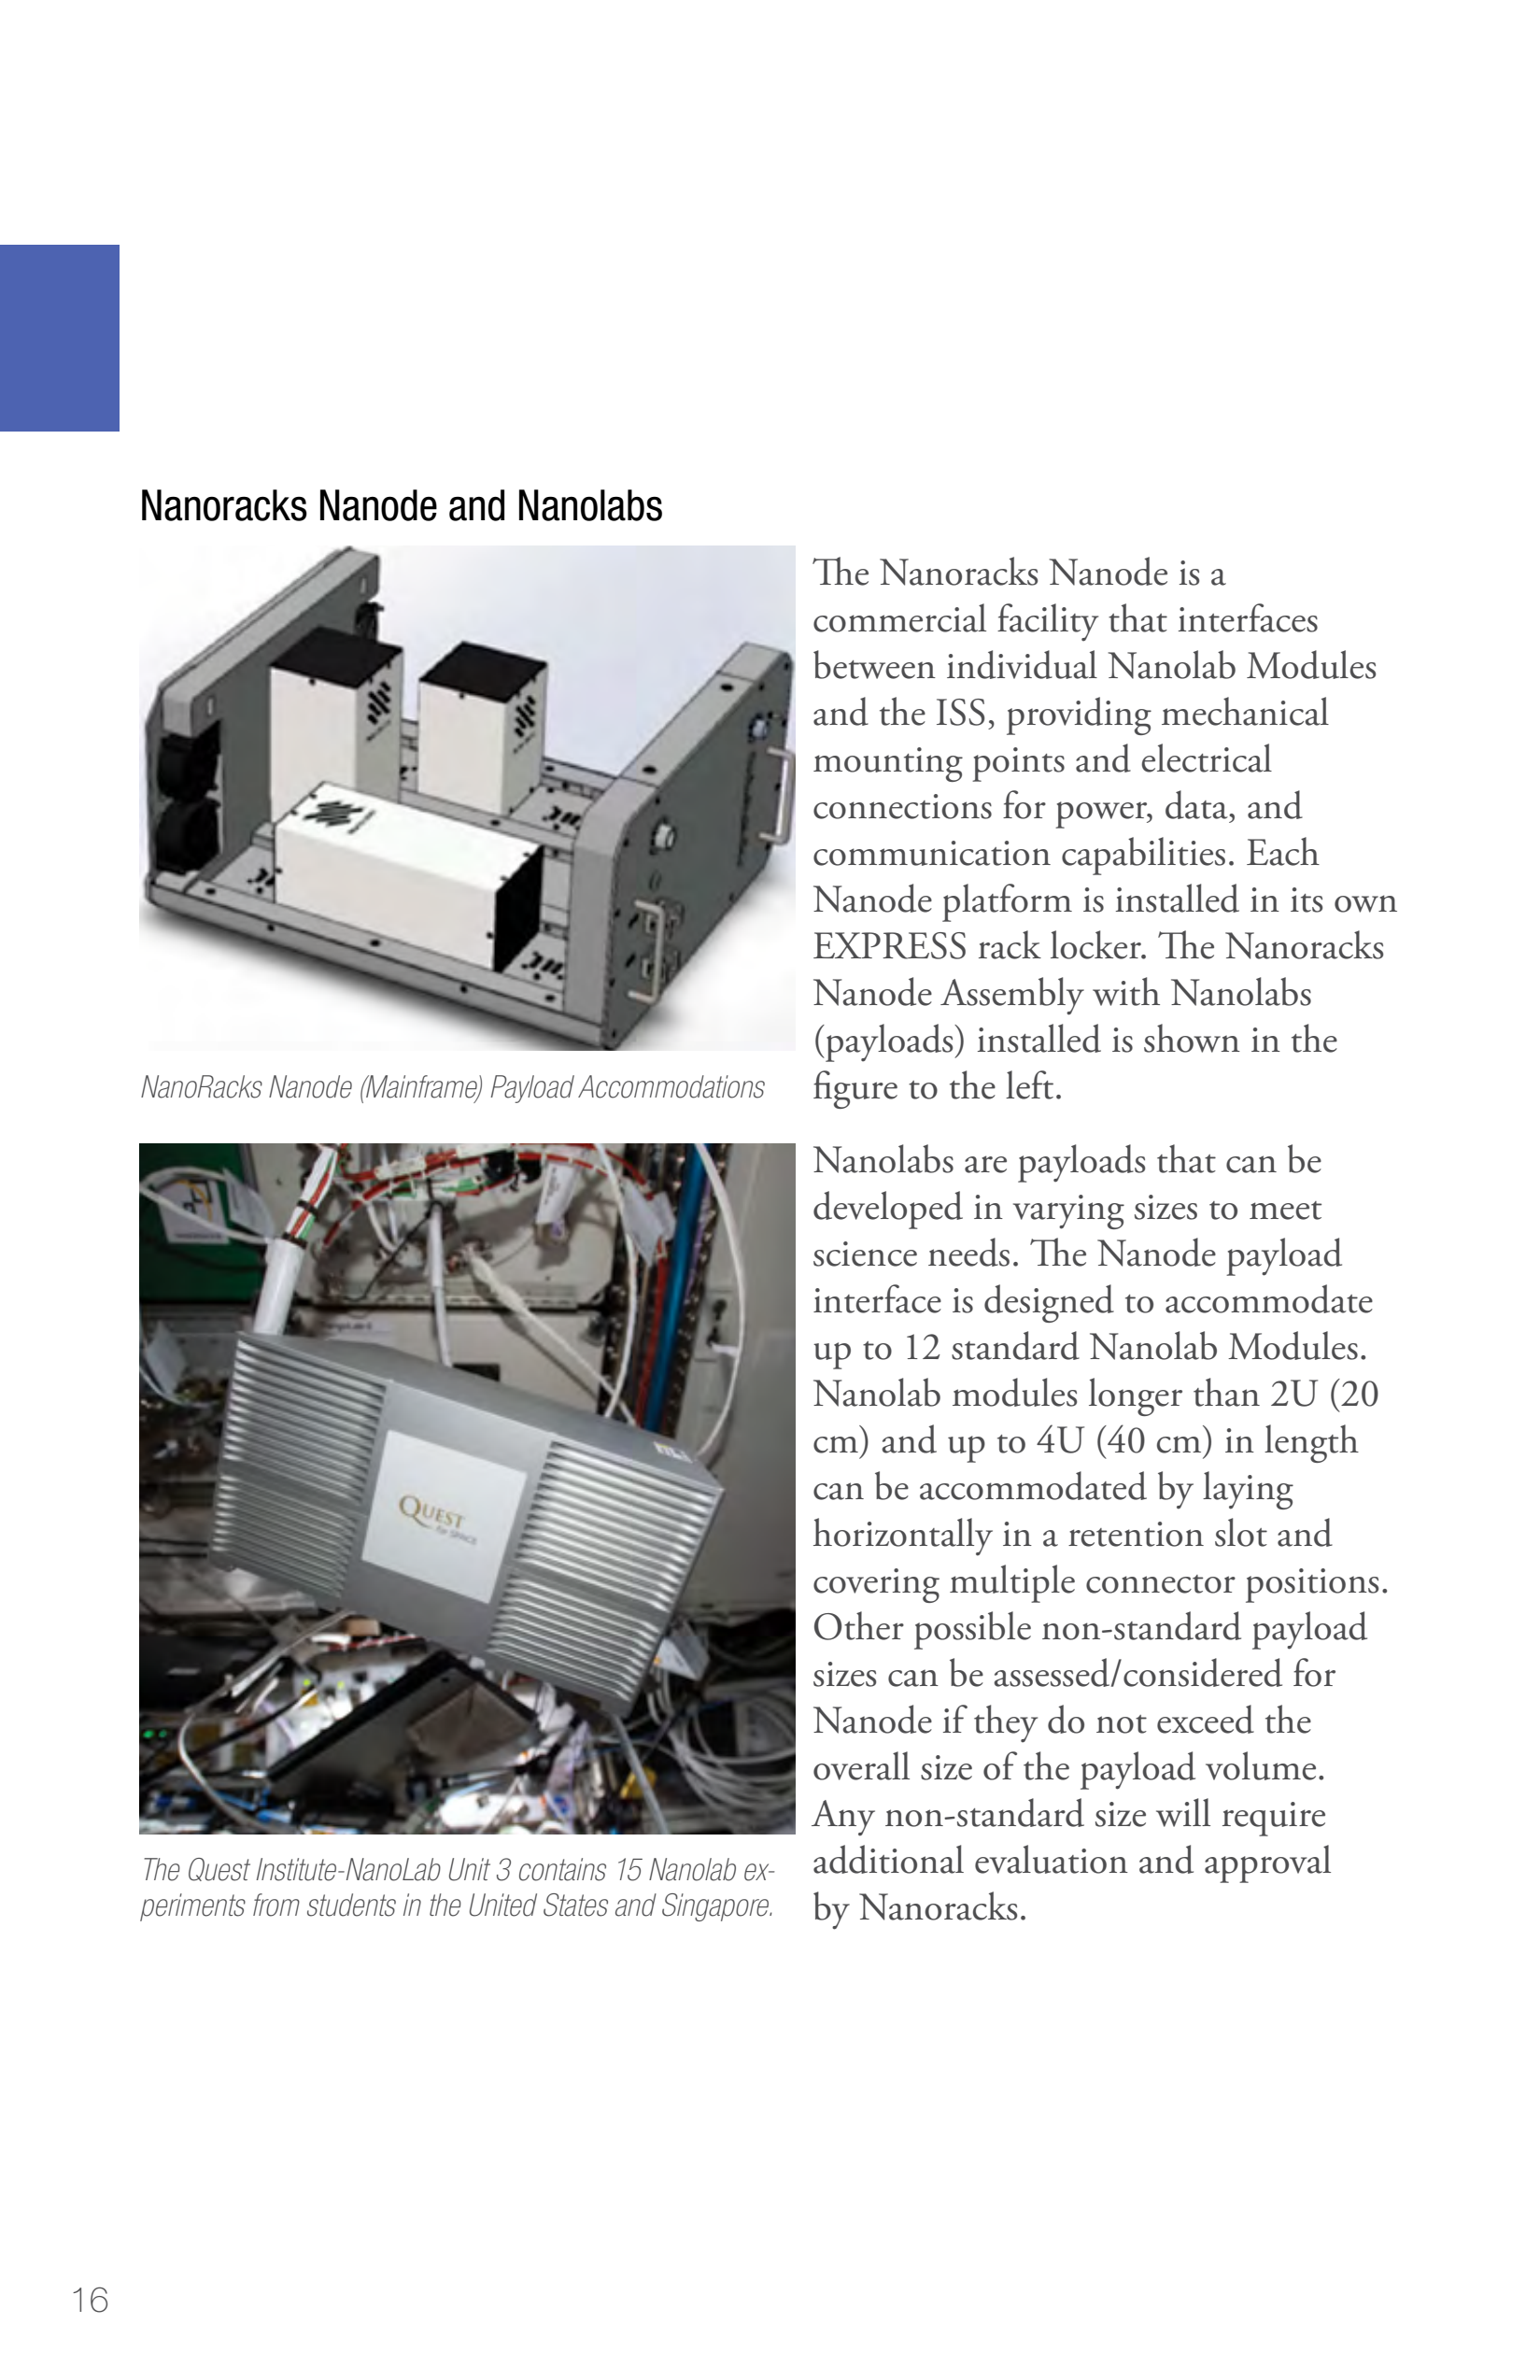 Nanoracks Nanode and Nanolabs
The Nanoracks Nanode is a
commercial facility that interfaces
between individual Nanolab Modules
and the ISS, providing mechanical
mounting points and electrical
connections for power, data, and
communication capabilities. Each
Nanode platform is installed in its own
EXPRESS rack locker. The Nanoracks
Nanode Assembly with Nanolabs
(payloads) installed is shown in the
figure to the left.
NanoRacks Nanode (Mainframe) Payload Accommodations
Nanolabs are payloads that can be
developed in varying sizes to meet
science needs. The Nanode payload
interface is designed to accommodate
up to 12 standard Nanolab Modules.
Nanolab modules longer than 2U (20
cm) and up to 4U (40 cm) in length
can be accommodated by laying
horizontally in a retention slot and
covering multiple connector positions.
Other possible non-standard payload
sizes can be assessed/considered for
Nanode if they do not exceed the
overall size of the payload volume.
Any non-standard size will require
additional evaluation and approval
by Nanoracks.
QUEST
for SPACE
The Quest Institute-NanoLab Unit 3 contains 15 Nanolab ex-
periments from students in the United States and Singapore.
16